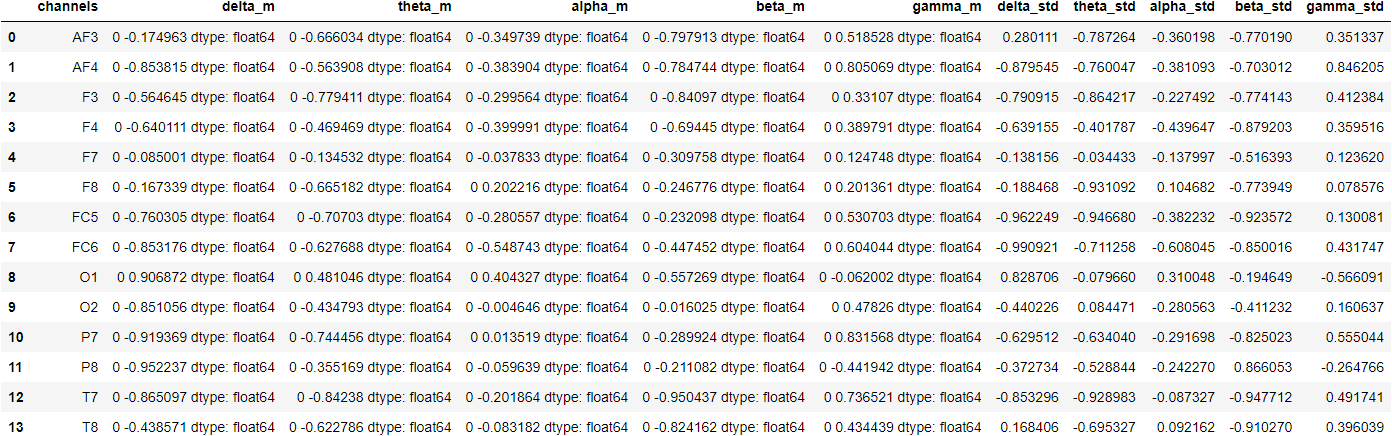 channels delta_m theta_m alpha_m beta_m gamma_m delta_std theta_std alpha_std beta_std gamma_std
0 AF3 0 -0.174963 dtype: float64 0 -0.666034 dtype: float64 0 -0.349739 dtype: float64 0 -0.797913 dtype: float64 0 0.518528 dtype: float64 0.280111 -0.787264 -0.360198 -0.770190 0.351337
1 AF4 0 -0.853815 dtype: float64 0 -0.563908 dtype: float64 0 -0.383904 dtype: float64 0 -0.784744 dtype: float64 0 0.805069 dtype: float64 -0.879545 -0.760047 -0.381093 -0.703012 0.846205
2 F3 0 -0.564645 dtype: float64 0 -0.779411 dtype: float64 0 -0.299564 dtype: float64 0 -0.84097 dtype: float64 0 0.33107 dtype: float64 -0.790915 -0.864217 -0.227492 -0.774143 0.412384
3 F4 0 -0.640111 dtype: float64 0 -0.469469 dtype: float64 0 -0.399991 dtype: float64 0 -0.69445 dtype: float64 0 0.389791 dtype: float64 -0.639155 -0.401787 -0.439647 -0.879203 0.359516
4 F7 0 -0.085001 dtype: float64 0 -0.134532 dtype: float64 0 -0.037833 dtype: float64 0 -0.309758 dtype: float64 0 0.124748 dtype: float64 -0.138156 -0.034433 -0.137997 -0.516393 0.123620
5 F8 0 -0.167339 dtype: float64 0 -0.665182 dtype: float64 0 0.202216 dtype: float64 0 -0.246776 dtype: float64 0 0.201361 dtype: float64 -0.188468 -0.931092 0.104682 -0.773949 0.078576
6 FC5 0 -0.760305 dtype: float64 0 -0.70703 dtype: float64 0 -0.280557 dtype: float64 0 -0.232098 dtype: float64 0 0.530703 dtype: float64 -0.962249 -0.946680 -0.382232 -0.923572 0.130081
7 FC6 0 -0.853176 dtype: float64 0 -0.627688 dtype: float64 0 -0.548743 dtype: float64 0 -0.447452 dtype: float64 0 0.604044 dtype: float64 -0.990921 -0.711258 -0.608045 -0.850016 0.431747
8 O1 0 0.906872 dtype: float64 0 0.481046 dtype: float64 0 0.404327 dtype: float64 0 -0.557269 dtype: float64 0 -0.062002 dtype: float64 0.828706 -0.079660 0.310048 -0.194649 -0.566091
9 O2 0 -0.851056 dtype: float64 0 -0.434793 dtype: float64 0 -0.004646 dtype: float64 0 -0.016025 dtype: float64 0 0.47826 dtype: float64 -0.440226 0.084471 -0.280563 -0.411232 0.160637
10 P7 0 -0.919369 dtype: float64 0 -0.744456 dtype: float64 0 0.013519 dtype: float64 0 -0.289924 dtype: float64 0 0.831568 dtype: float64 -0.629512 -0.634040 -0.291698 -0.825023 0.555044
11 P8 0 -0.952237 dtype: float64 0 -0.355169 dtype: float64 0 -0.059639 dtype: float64 0 -0.211082 dtype: float64 0 -0.441942 dtype: float64 -0.372734 -0.528844 -0.242270 0.866053 -0.264766
12 T7 0 -0.865097 dtype: float64 0 -0.84238 dtype: float64 0 -0.201864 dtype: float64 0 -0.950437 dtype: float64 0 0.736521 dtype: float64 -0.853296 -0.928983 -0.087327 -0.947712 0.491741
13 T8 0 -0.438571 dtype: float64 0 -0.622786 dtype: float64 0 -0.083182 dtype: float64 0 -0.824162 dtype: float64 0 0.434439 dtype: float64 0.168406 -0.695327 0.092162 -0.910270 0.396039